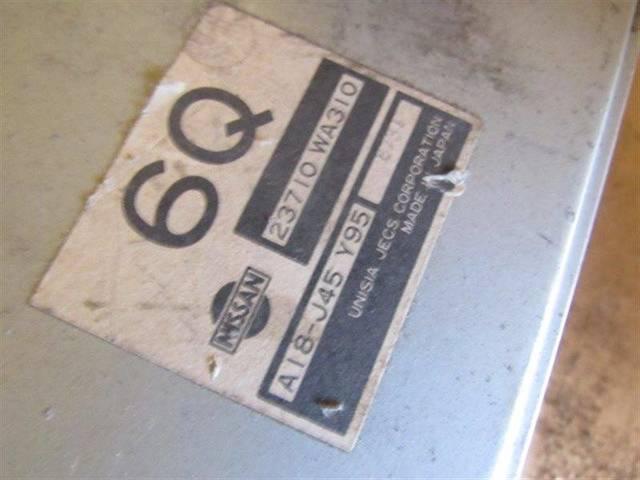 6Q
23710 WA310
NISSAN
A18-J45 Y95
UNISIA JECS CORPORATION
MADE IN JAPAN